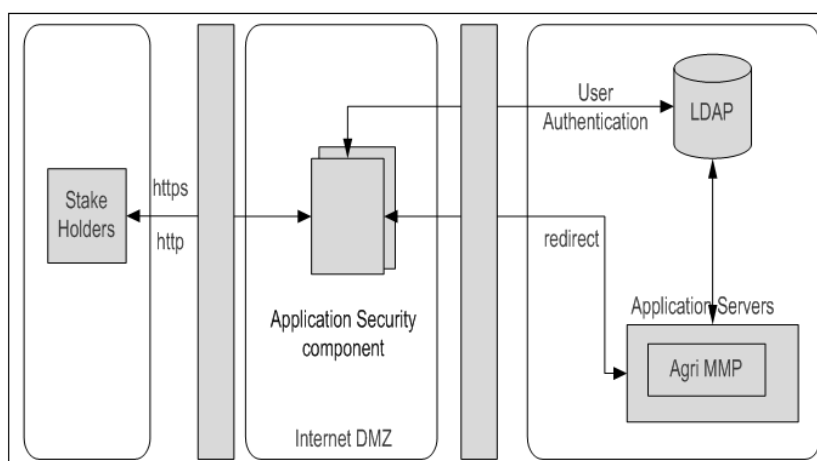 Stake
Holders
https
http
Application Security
component
Internet DMZ
User
Authentication
LDAP
redirect
Application Servers
Agri MMP